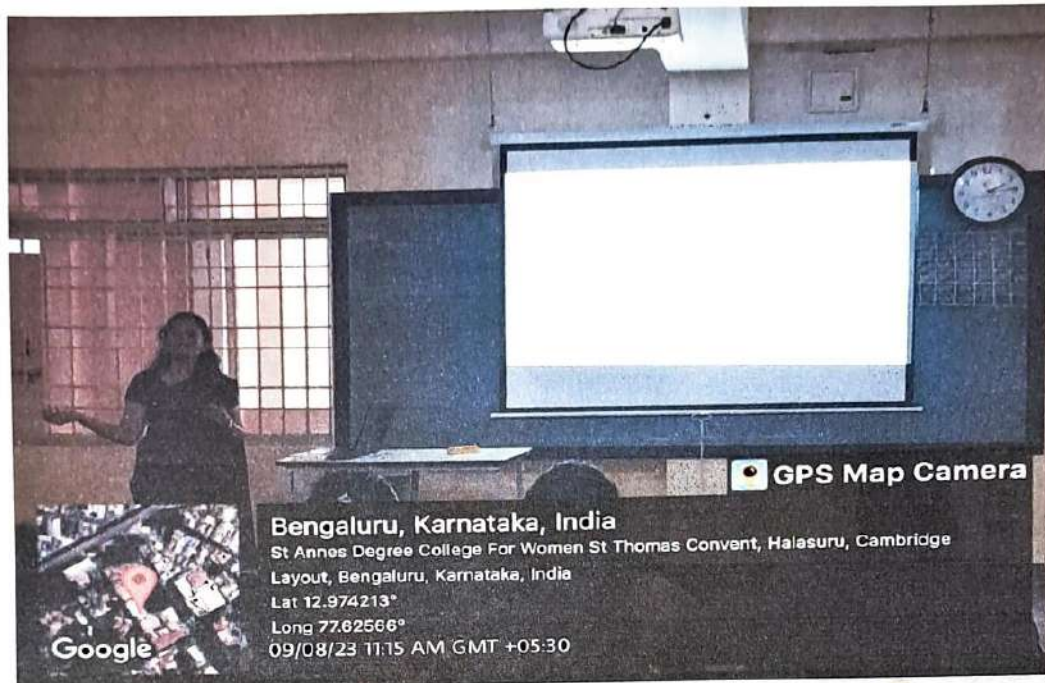 GPS Map Camera
Bengaluru, Karnataka, India
St Annes Degree College For Women St Thomas Convent, Halasuru, Cambridge
Layout, Bengaluru, Karnataka, India
Lat 12.974213°
Long 77.62566°
09/08/23 11:15 AM GMT +05:30
Google